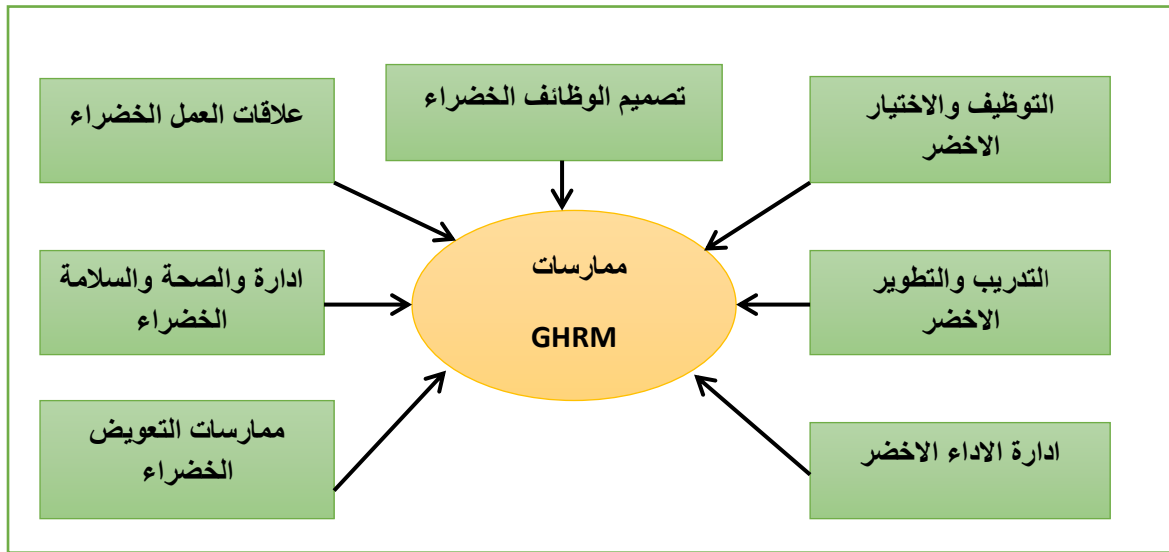 تصميم الوظائف الخضراء
التوظيف والاختيار
الاخضر
علاقات العمل الخضراء
ممارسات
GHRM
التدريب والتطوير
الاخضر
ادارة والصحة والسلامة
الخضراء
ادارة الاداء الاخضر
ممارسات التعويض
الخضراء